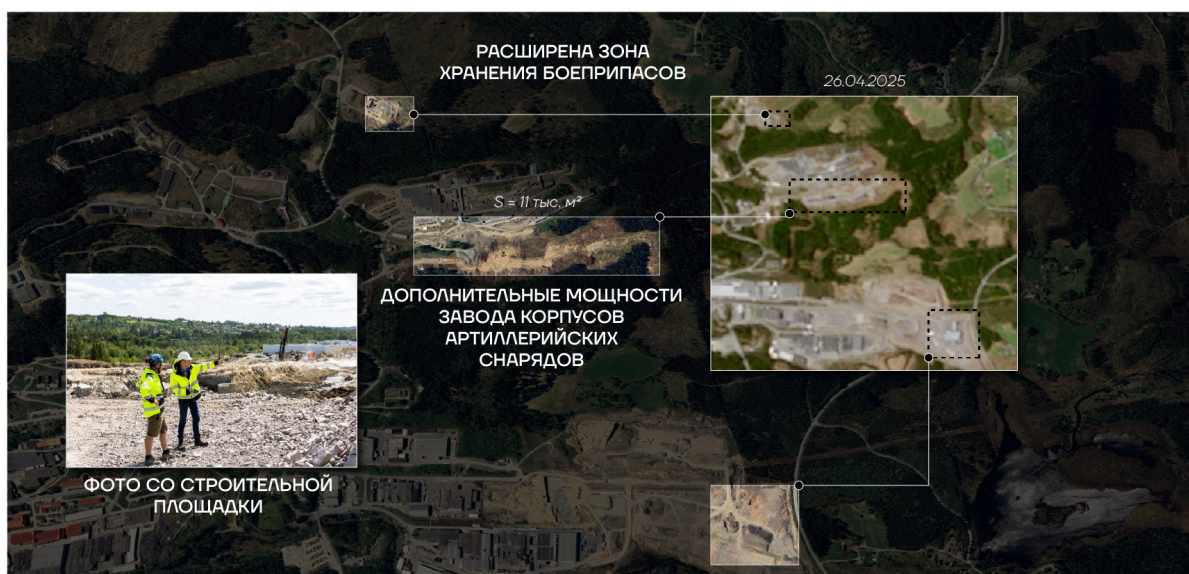 РАСШИРЕНА ЗОНА
ХРАНЕНИЯ БОЕПРИПАСОВ
26.04.2025
S = 11 тыс. м²
ДОПОЛНИТЕЛЬНЫЕ МОЩНОСТИ
ЗАВОДА КОРПУСОВ
АРТИЛЛЕРИЙСКИХ
СНАРЯДОВ
ФОТО СО СТРОИТЕЛЬНОЙ
ПЛОЩАДКИ